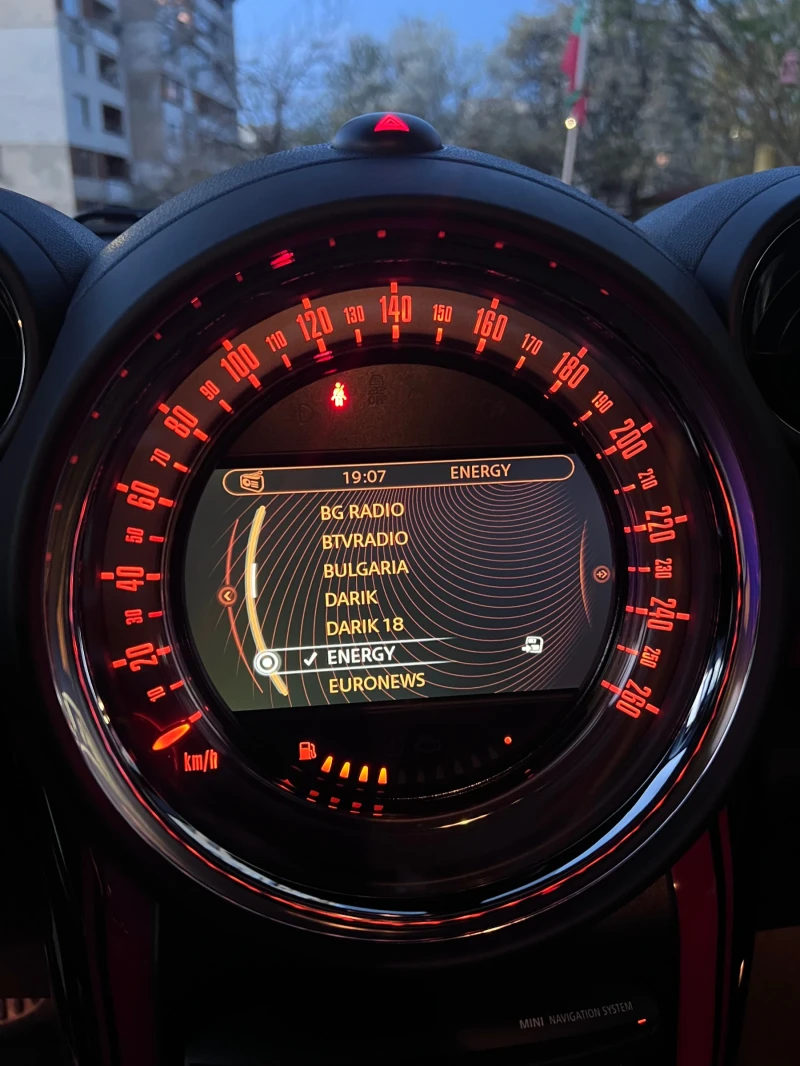 10
20
30
40
50
60
70
80
90
100
110
120
130
140
150
160
170
180
190
200
210
220
230
240
250
260
km/h
19:07 ENERGY
BG RADIO
BTVRADIO
BULGARIA
DARIK
DARIK 18
✓ ENERGY
EURONEWS
MINI NAVIGATION SYSTEM